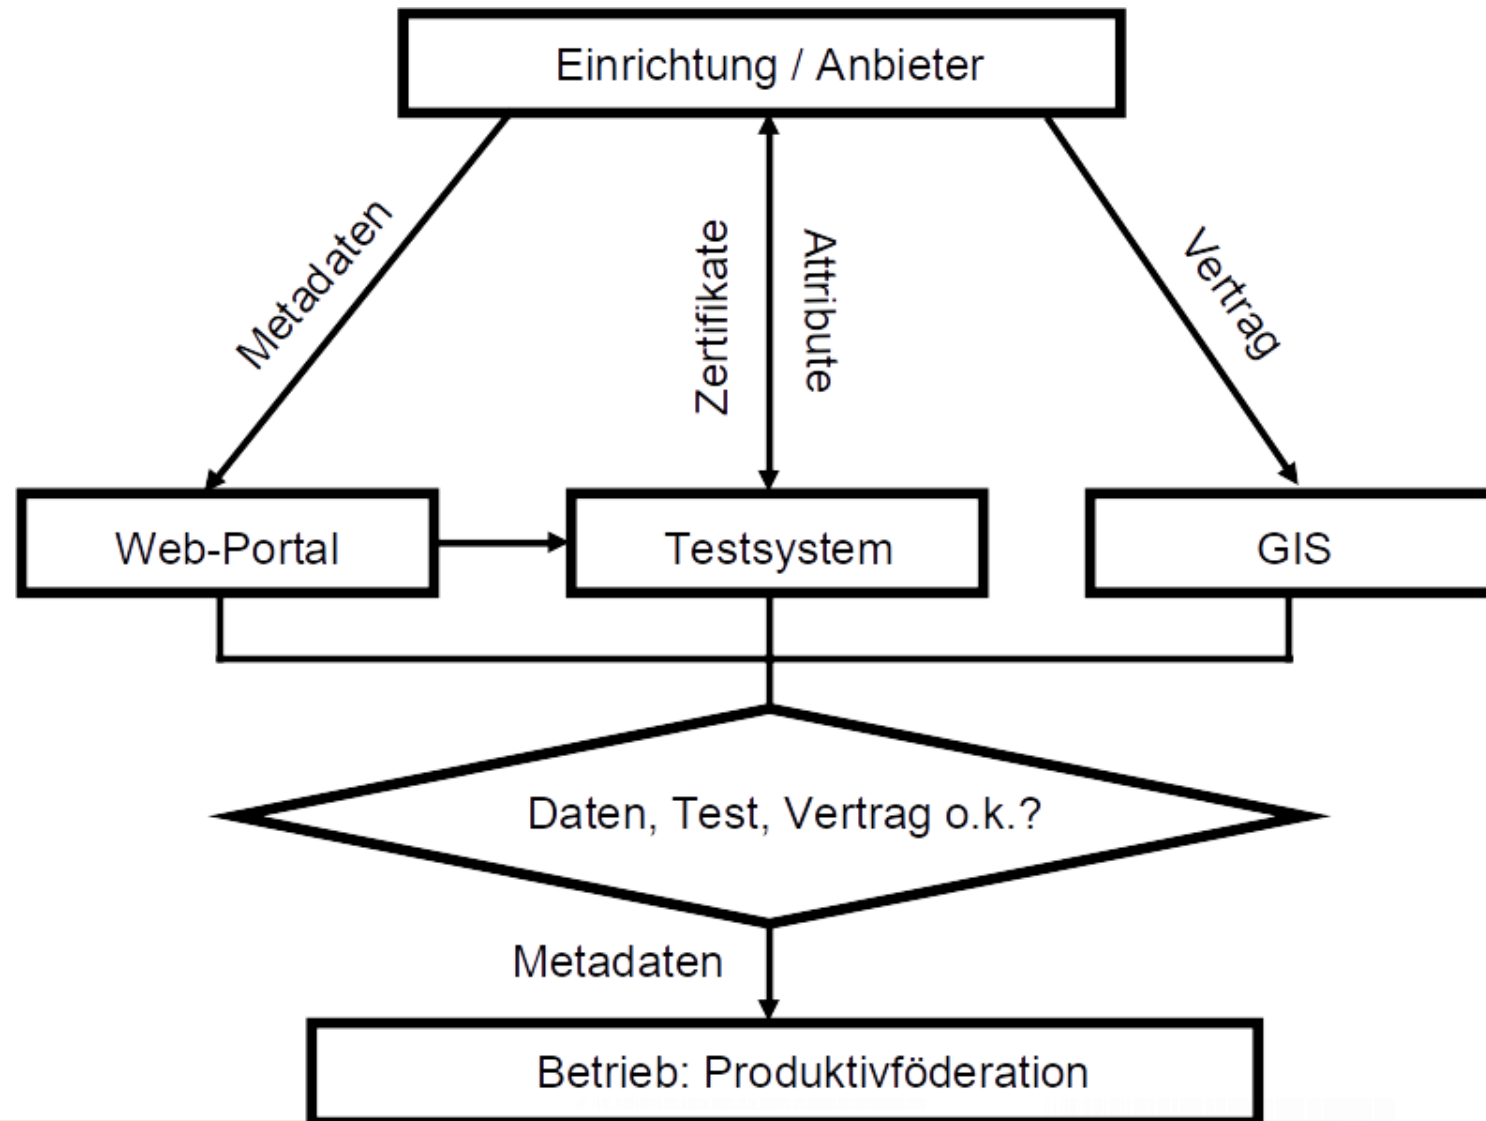 Einrichtung / Anbieter
Metadaten
Zertifikate
Attribute
Vertrag
Web-Portal
Testsystem
GIS
Daten, Test, Vertrag o.k.?
Metadaten
Betrieb: Produktivföderation